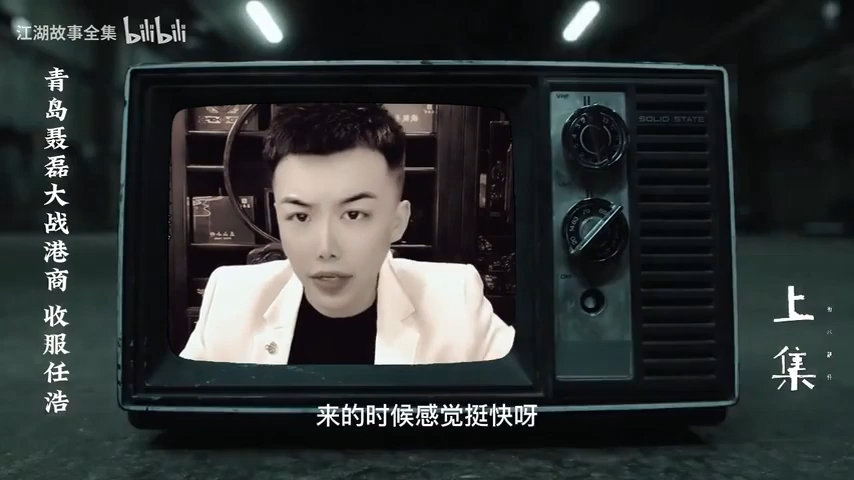 江湖故事全集 bilibili
青岛聂磊大战港商 收服任浩
SOLID STATE
上集
来的时候感觉挺快呀